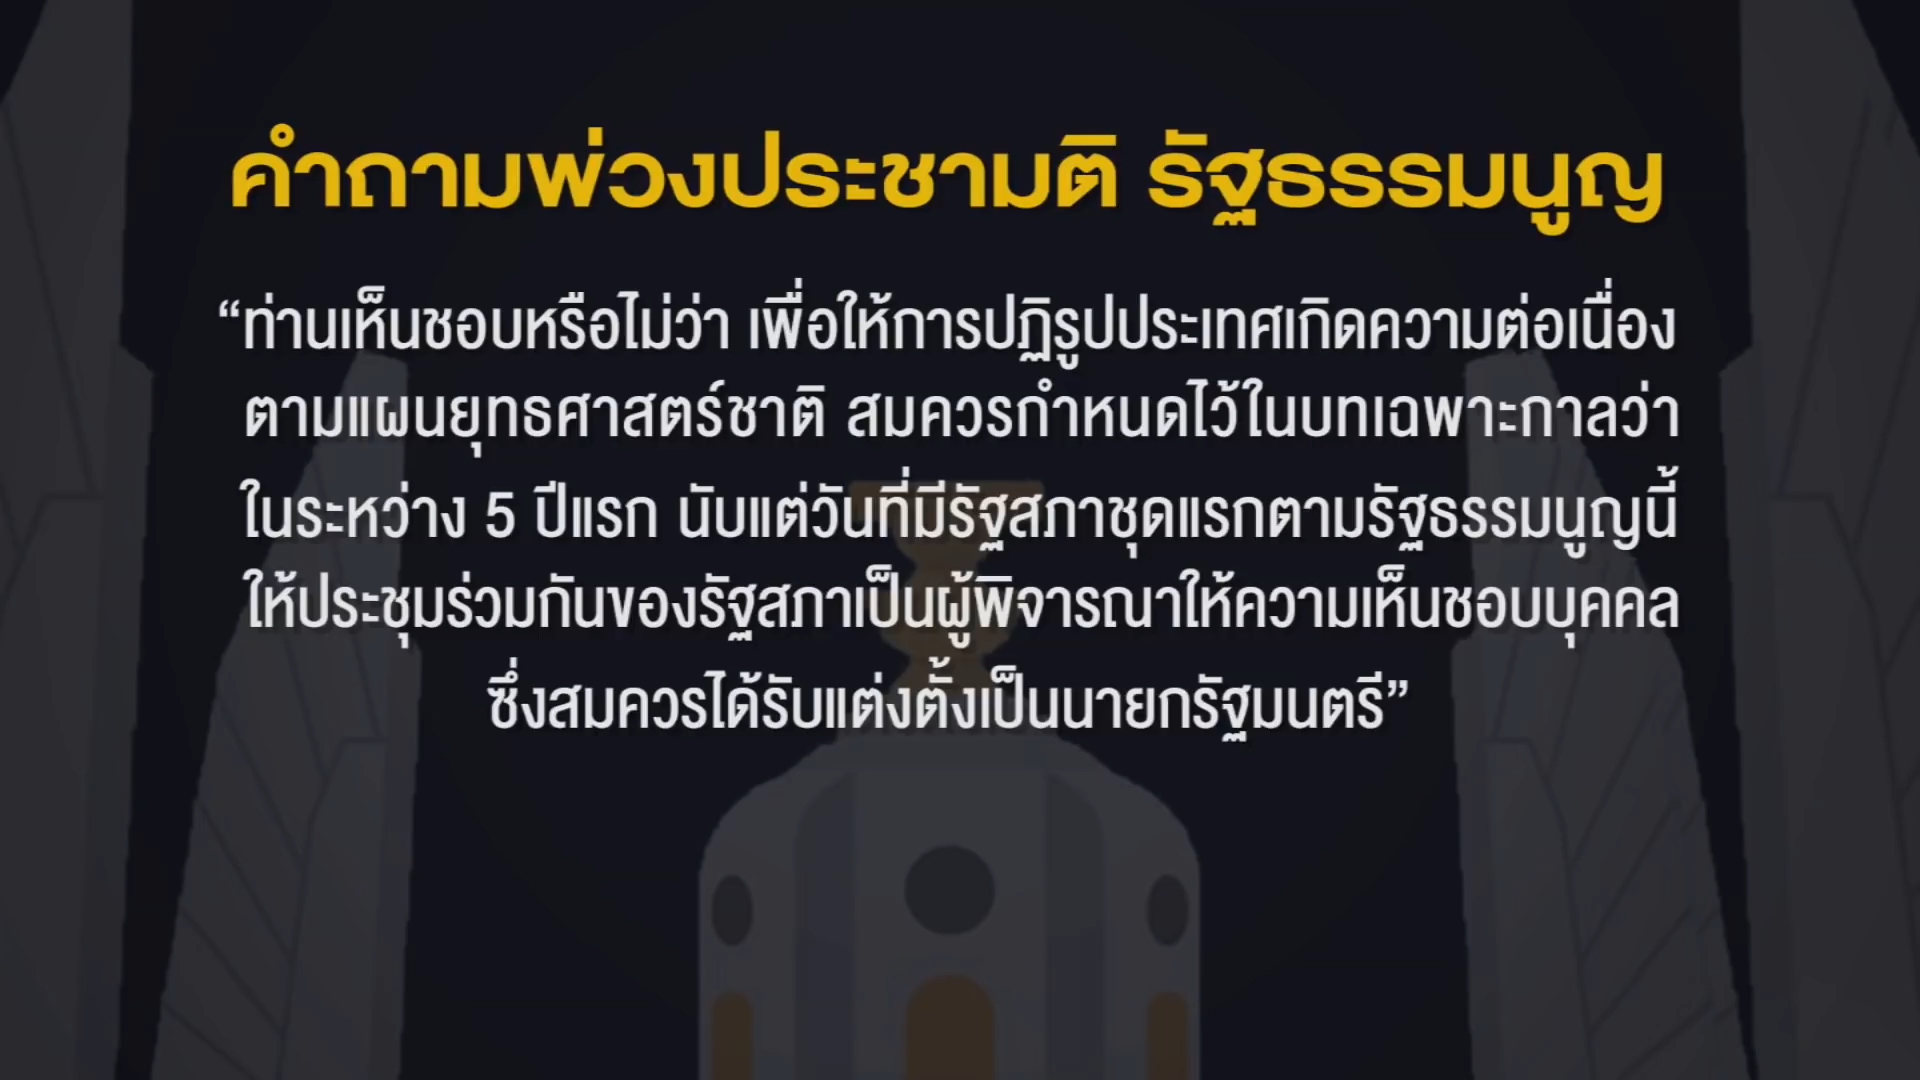 คำถามพ่วงประชามติ รัฐธรรมนูญ
“ท่านเห็นชอบหรือไม่ว่า เพื่อให้การปฏิรูปประเทศเกิดความต่อเนื่อง
ตามแผนยุทธศาสตร์ชาติ สมควรกำหนดไว้ในบทเฉพาะกาลว่า
ในระหว่าง 5 ปีแรก นับแต่วันที่มีรัฐสภาชุดแรกตามรัฐธรรมนูญนี้
ให้ประชุมร่วมกันของรัฐสภาเป็นผู้พิจารณาให้ความเห็นชอบบุคคล
ซึ่งสมควรได้รับแต่งตั้งเป็นนายกรัฐมนตรี”